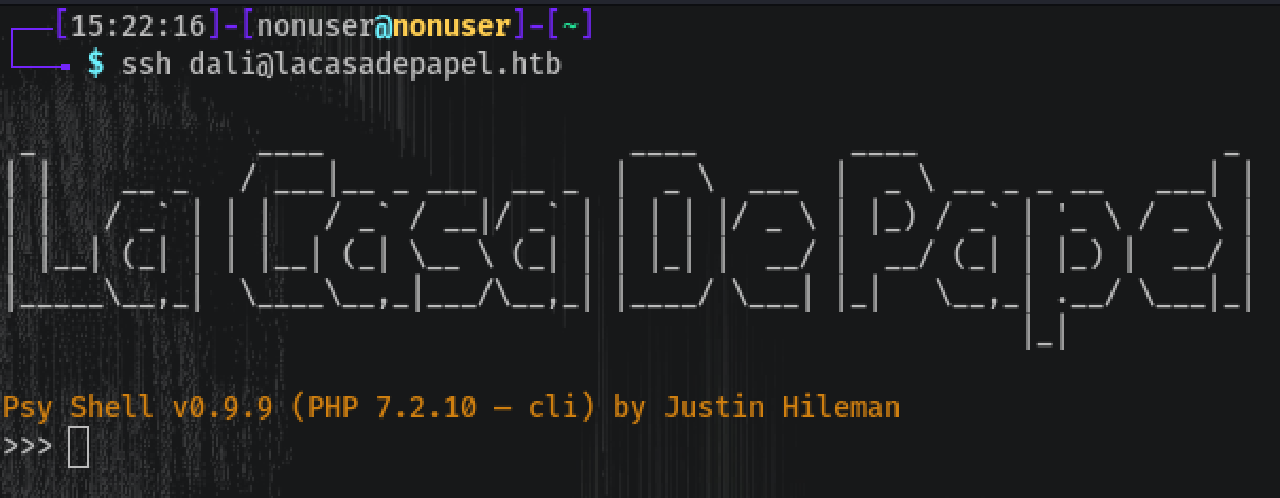 [15:22:16]-[nonuser@nonuser]-[~]
$ ssh dali@lacasadepapel.htb
La Casa De Papel
Psy Shell v0.9.9 (PHP 7.2.10 — cli) by Justin Hileman
>>>